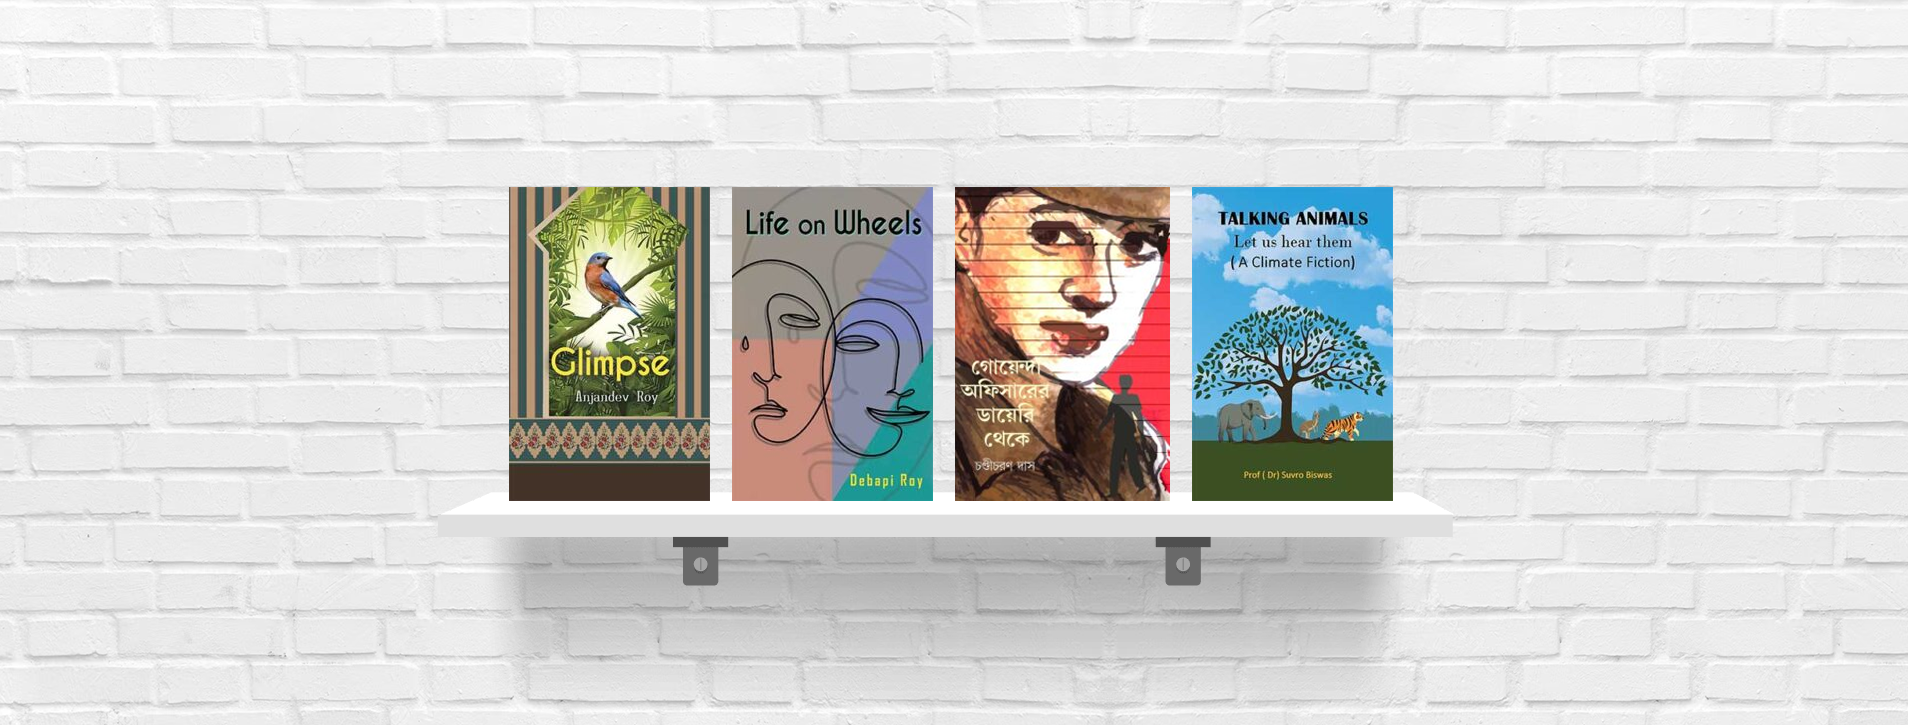 Glimpse
Anjandev Roy
Life on Wheels
Debapi Roy
গোয়েন্দা
অফিসারের
ডায়েরি
থেকে
চণ্ডীচরণ দাস
TALKING ANIMALS
Let us hear them
( A Climate Fiction)
Prof ( Dr) Suvro Biswas